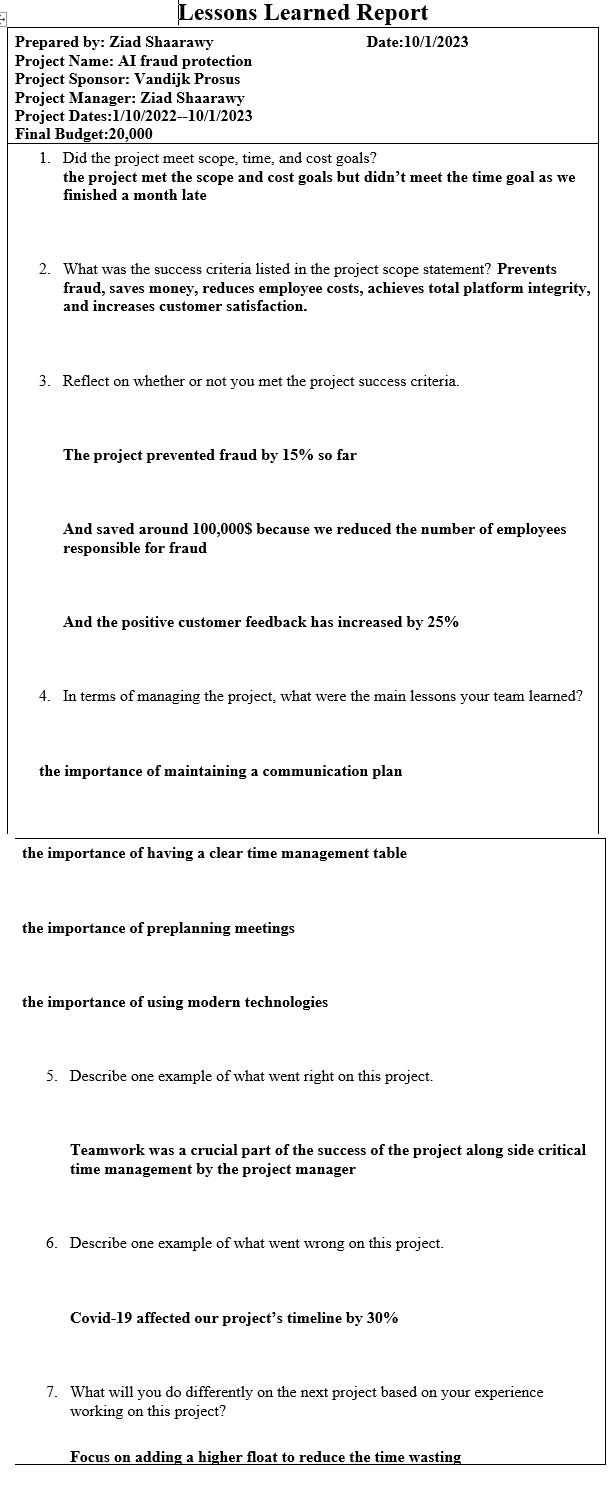 Lessons Learned Report
Prepared by: Ziad Shaarawy Date:10/1/2023
Project Name: AI fraud protection
Project Sponsor: Vandijk Prosus
Project Manager: Ziad Shaarawy
Project Dates:1/10/2022--10/1/2023
Final Budget:20,000
1. Did the project meet scope, time, and cost goals?
the project met the scope and cost goals but didn’t meet the time goal as we
finished a month late
2. What was the success criteria listed in the project scope statement? Prevents
fraud, saves money, reduces employee costs, achieves total platform integrity,
and increases customer satisfaction.
3. Reflect on whether or not you met the project success criteria.
The project prevented fraud by 15% so far
And saved around 100,000$ because we reduced the number of employees
responsible for fraud
And the positive customer feedback has increased by 25%
4. In terms of managing the project, what were the main lessons your team learned?
the importance of maintaining a communication plan
the importance of having a clear time management table
the importance of preplanning meetings
the importance of using modern technologies
5. Describe one example of what went right on this project.
Teamwork was a crucial part of the success of the project along side critical
time management by the project manager
6. Describe one example of what went wrong on this project.
Covid-19 affected our project’s timeline by 30%
7. What will you do differently on the next project based on your experience
working on this project?
Focus on adding a higher float to reduce the time wasting